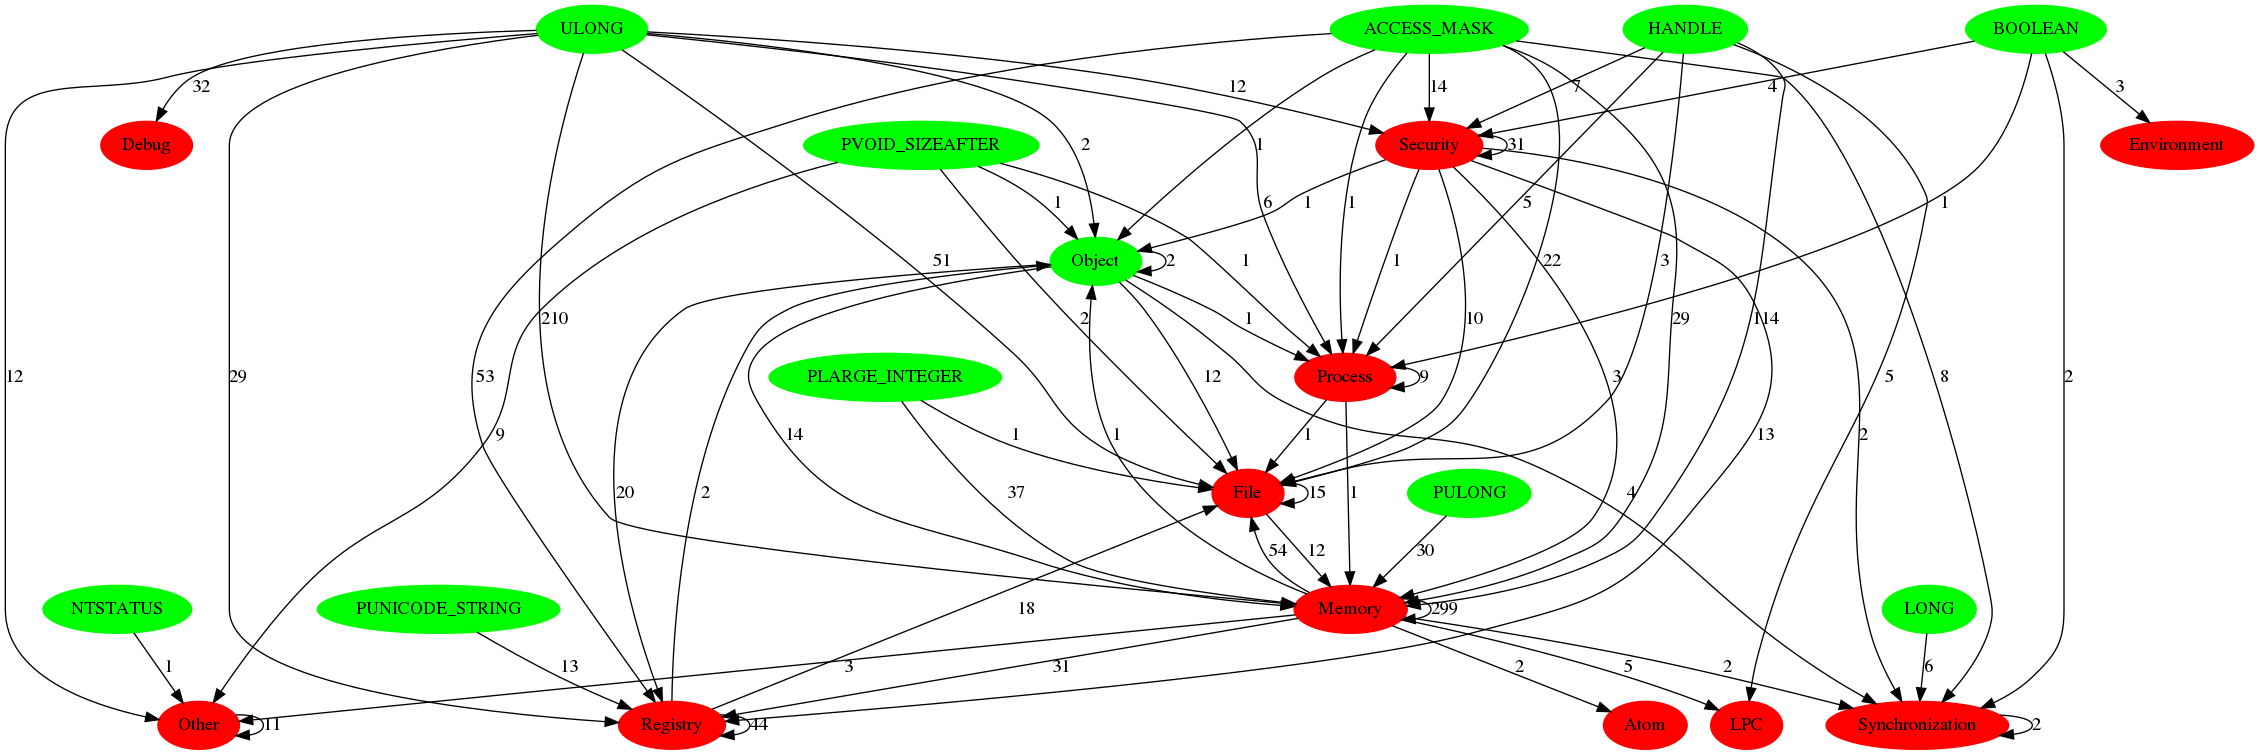 ULONG
ACCESS_MASK
HANDLE
BOOLEAN
32
12
14
7
4
3
Debug
PVOID_SIZEAFTER
2
1
Security
31
Environment
1
6
1
1
5
1
51
Object
2
1
1
22
3
210
2
10
12
29
53
PLARGE_INTEGER
1
12
Process
9
3
29
114
5
8
2
9
14
1
1
1
13
2
20
2
37
File
15
1
PULONG
4
54
12
30
NTSTATUS
PUNICODE_STRING
18
Memory
299
LONG
1
13
3
31
2
5
2
6
Other
11
Registry
44
Atom
LPC
Synchronization
2